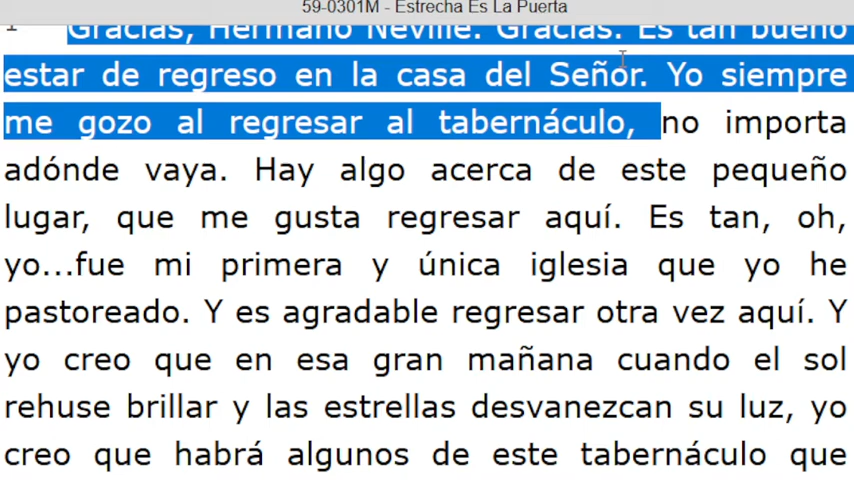 59-0301M - Estrecha Es La Puerta
1 Gracias, Hermano Neville. Gracias. Es tan bueno
estar de regreso en la casa del Señor. Yo siempre
me gozo al regresar al tabernáculo, no importa
adónde vaya. Hay algo acerca de este pequeño
lugar, que me gusta regresar aquí. Es tan, oh,
yo...fue mi primera y única iglesia que yo he
pastoreado. Y es agradable regresar otra vez aquí. Y
yo creo que en esa gran mañana cuando el sol
rehuse brillar y las estrellas desvanezcan su luz, yo
creo que habrá algunos de este tabernáculo que